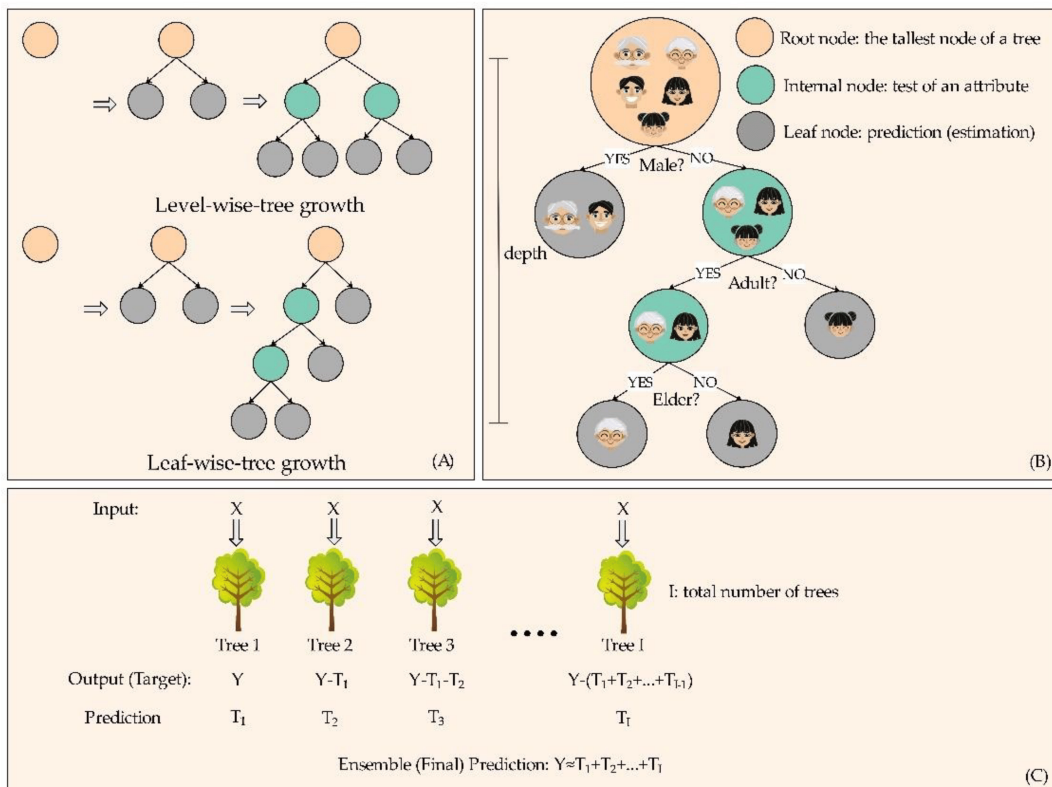 Level-wise-tree growth
Leaf-wise-tree growth
(A)
Root node: the tallest node of a tree
Internal node: test of an attribute
Leaf node: prediction (estimation)
YES
Male?
NO
depth
YES
Adult?
NO
YES
Elder?
NO
(B)
Input: X X X X
I: total number of trees
Tree 1 Tree 2 Tree 3 .... Tree I
Output (Target): Y Y-T₁ Y-T₁-T₂ Y-(T₁+T₂+...+T_I-1)
Prediction T₁ T₂ T₃ T_I
Ensemble (Final) Prediction: Y≈T₁+T₂+...+T_I
(C)